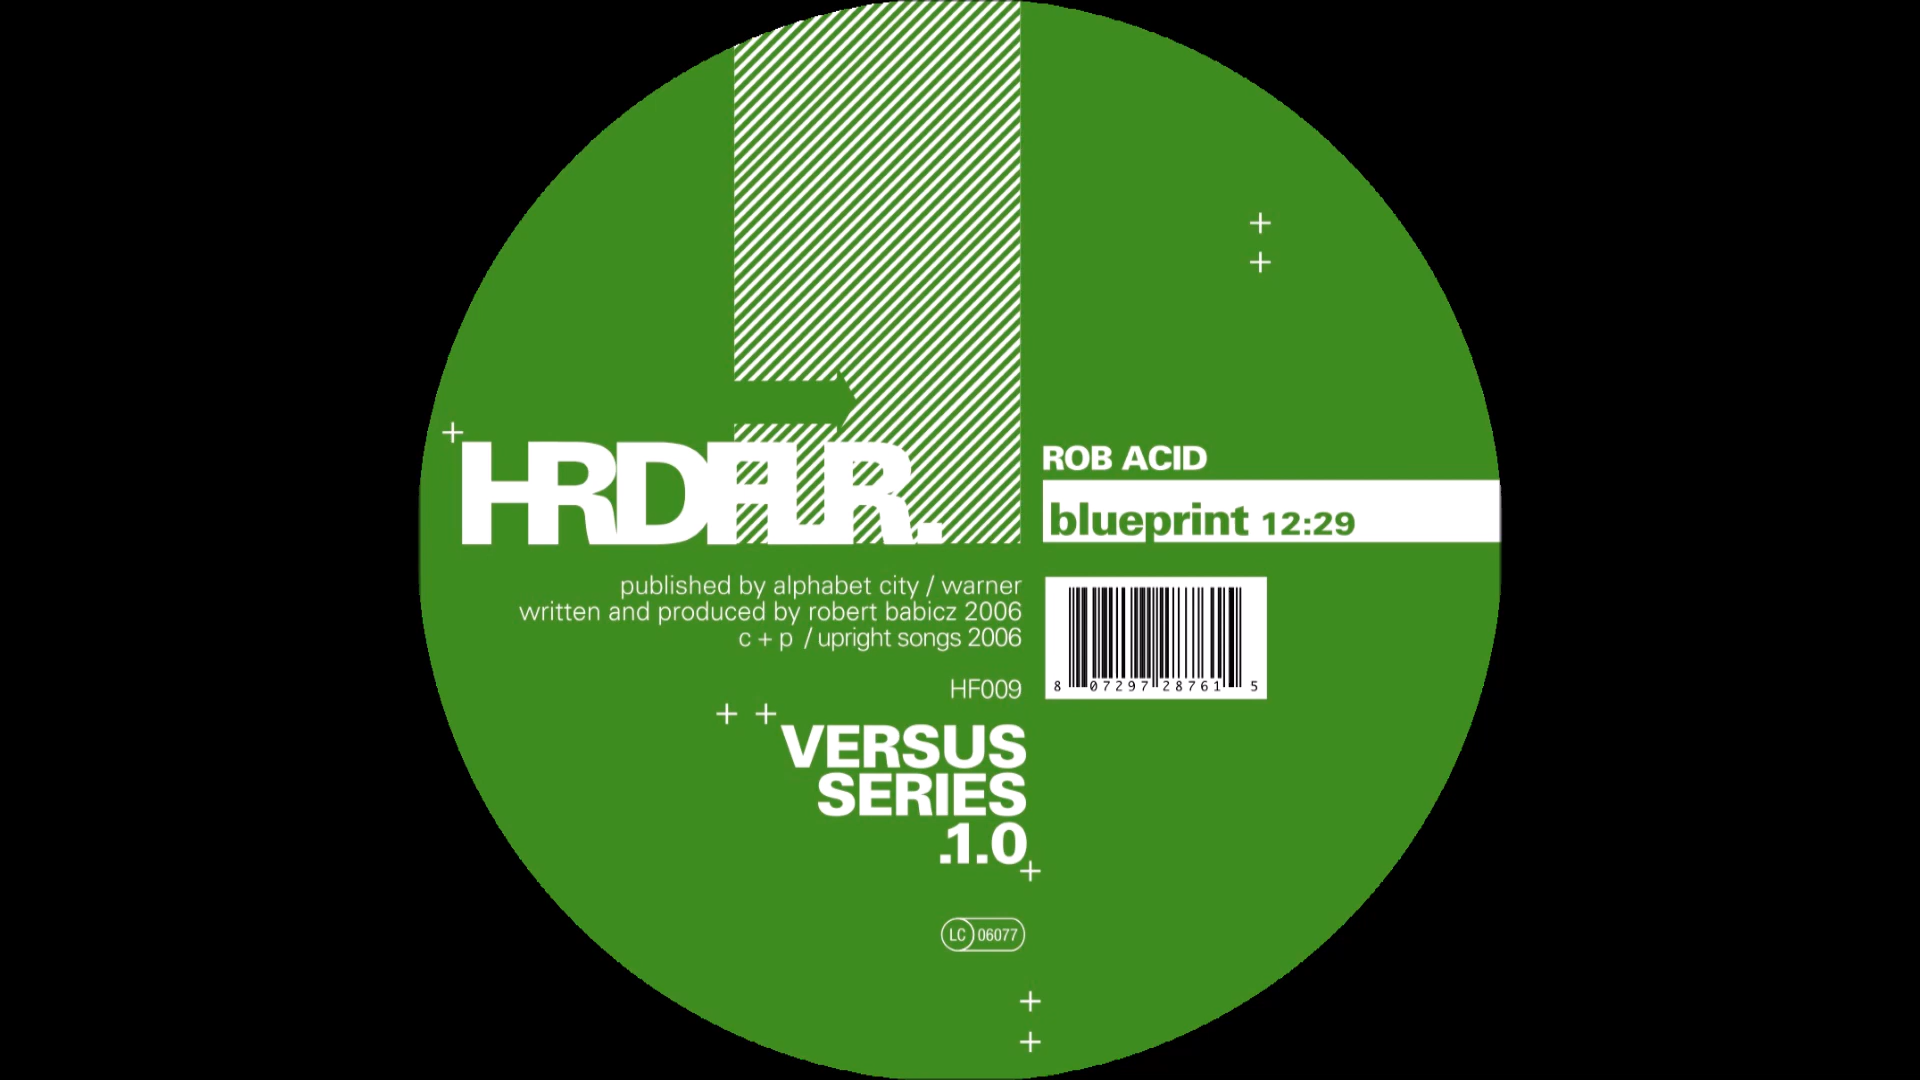 HRDFLR.
ROB ACID
blueprint 12:29
published by alphabet city / warner
written and produced by robert babicz 2006
c + p / upright songs 2006
HF009
8 07297 28761 5
VERSUS
SERIES
.1.0
LC 06077